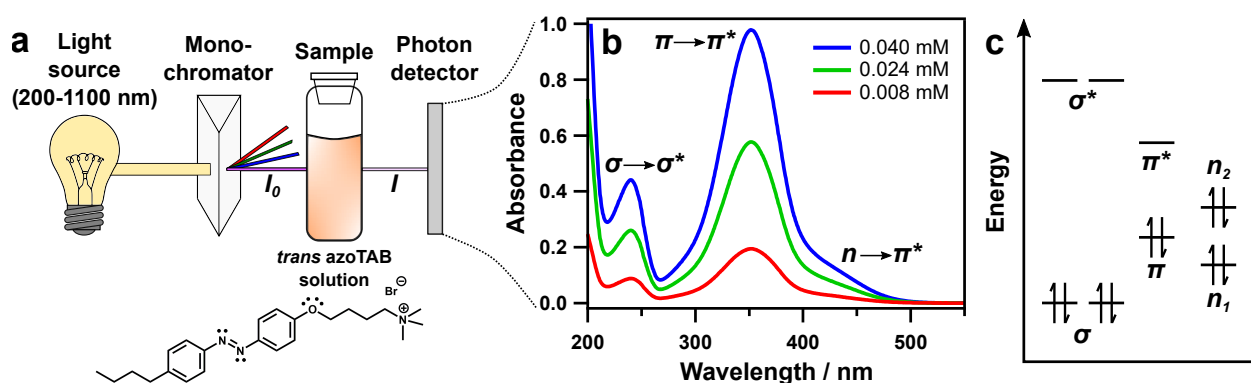 a
Light
source
(200-1100 nm)
Mono-
chromator
Sample
Photon
detector
I₀
I
trans azoTAB
solution
Br⊖
N
N
O
N⊕
b
π→π*
0.040 mM
0.024 mM
0.008 mM
σ→σ*
n→π*
Absorbance
1.0
0.8
0.6
0.4
0.2
0.0
200
300
400
500
Wavelength / nm
c
Energy
σ*
π*
n₂
π
n₁
σ